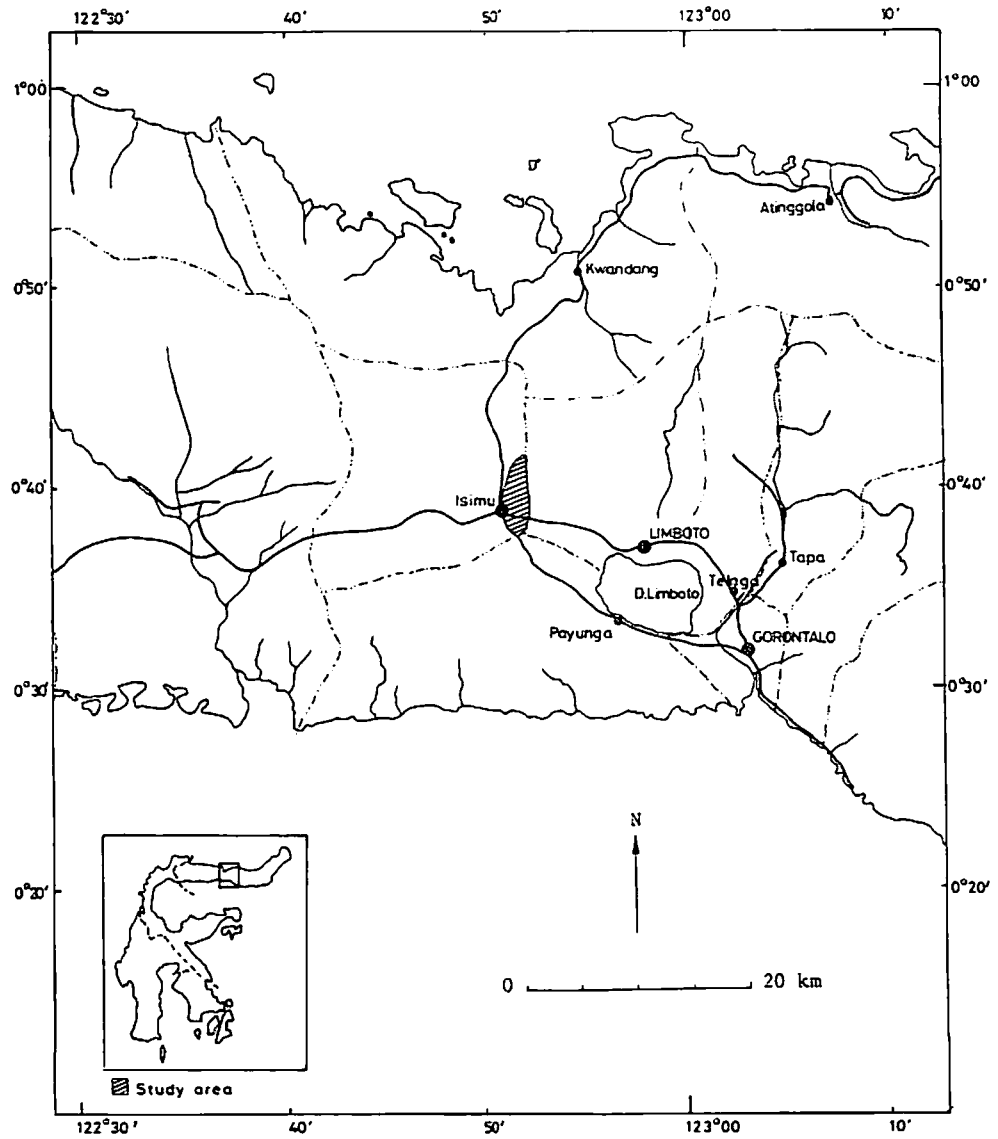 122°30' 40' 50' 123°00 10'
1°00 1°00
Atinggola
Kwandang
0°50' 0°50'
0°40' 0°40'
Isimu
LIMBOTO
Tapa
Telaga
D.Limboto
Payunga
GORONTALO
0°30' 0°30'
N
0°20' 0°20'
0 20 km
Study area
122°30' 40' 50' 123°00 10'